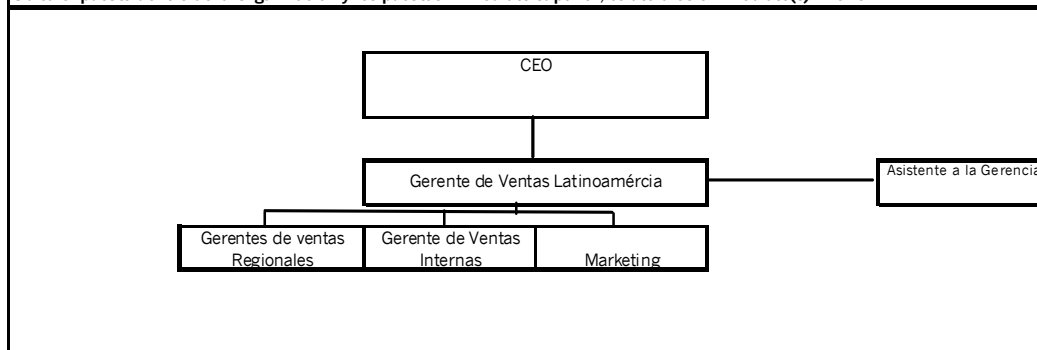 CEO
Gerente de Ventas Latinoamércia
Asistente a la Gerencia
Gerentes de ventas
Regionales
Gerente de Ventas
Internas
Marketing